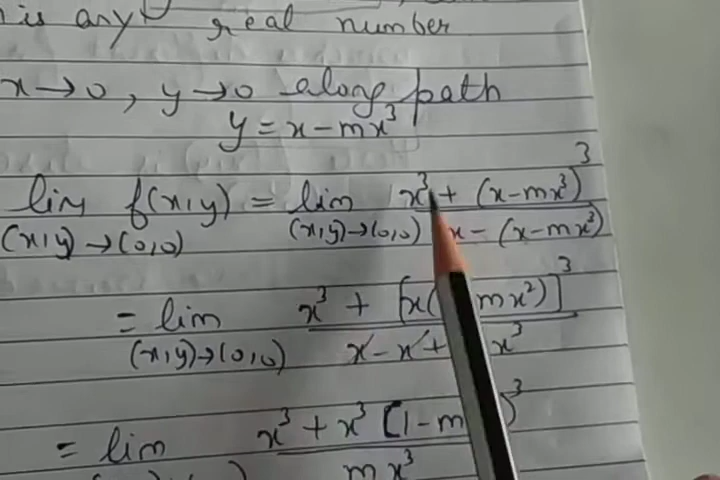 is any real number
x→0, y→0 along path
y = x-mx³
lim f(x,y) = lim x³ + (x-mx³)³
(x,y)→(0,0) (x,y)→(0,0) x - (x-mx³)
= lim x³ + [x( mx²)]³
(x,y)→(0,0) x - x + x³
= lim x³ + x³ (1-m )³
mx³